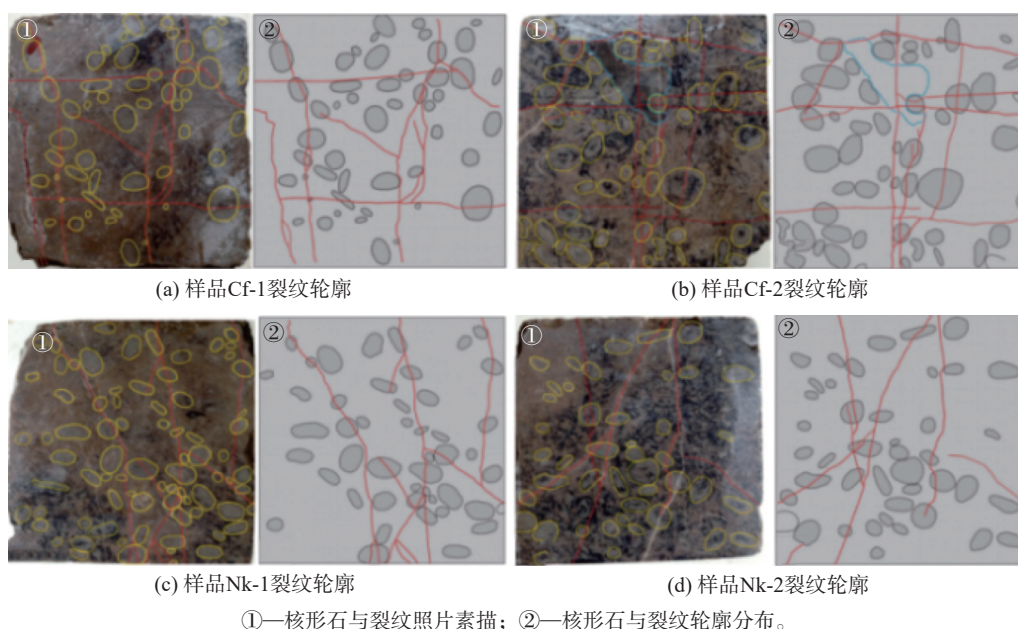 ① ② ① ②
(a) 样品Cf-1裂纹轮廓 (b) 样品Cf-2裂纹轮廓
① ② ① ②
(c) 样品Nk-1裂纹轮廓 (d) 样品Nk-2裂纹轮廓
①—核形石与裂纹照片素描；②—核形石与裂纹轮廓分布。